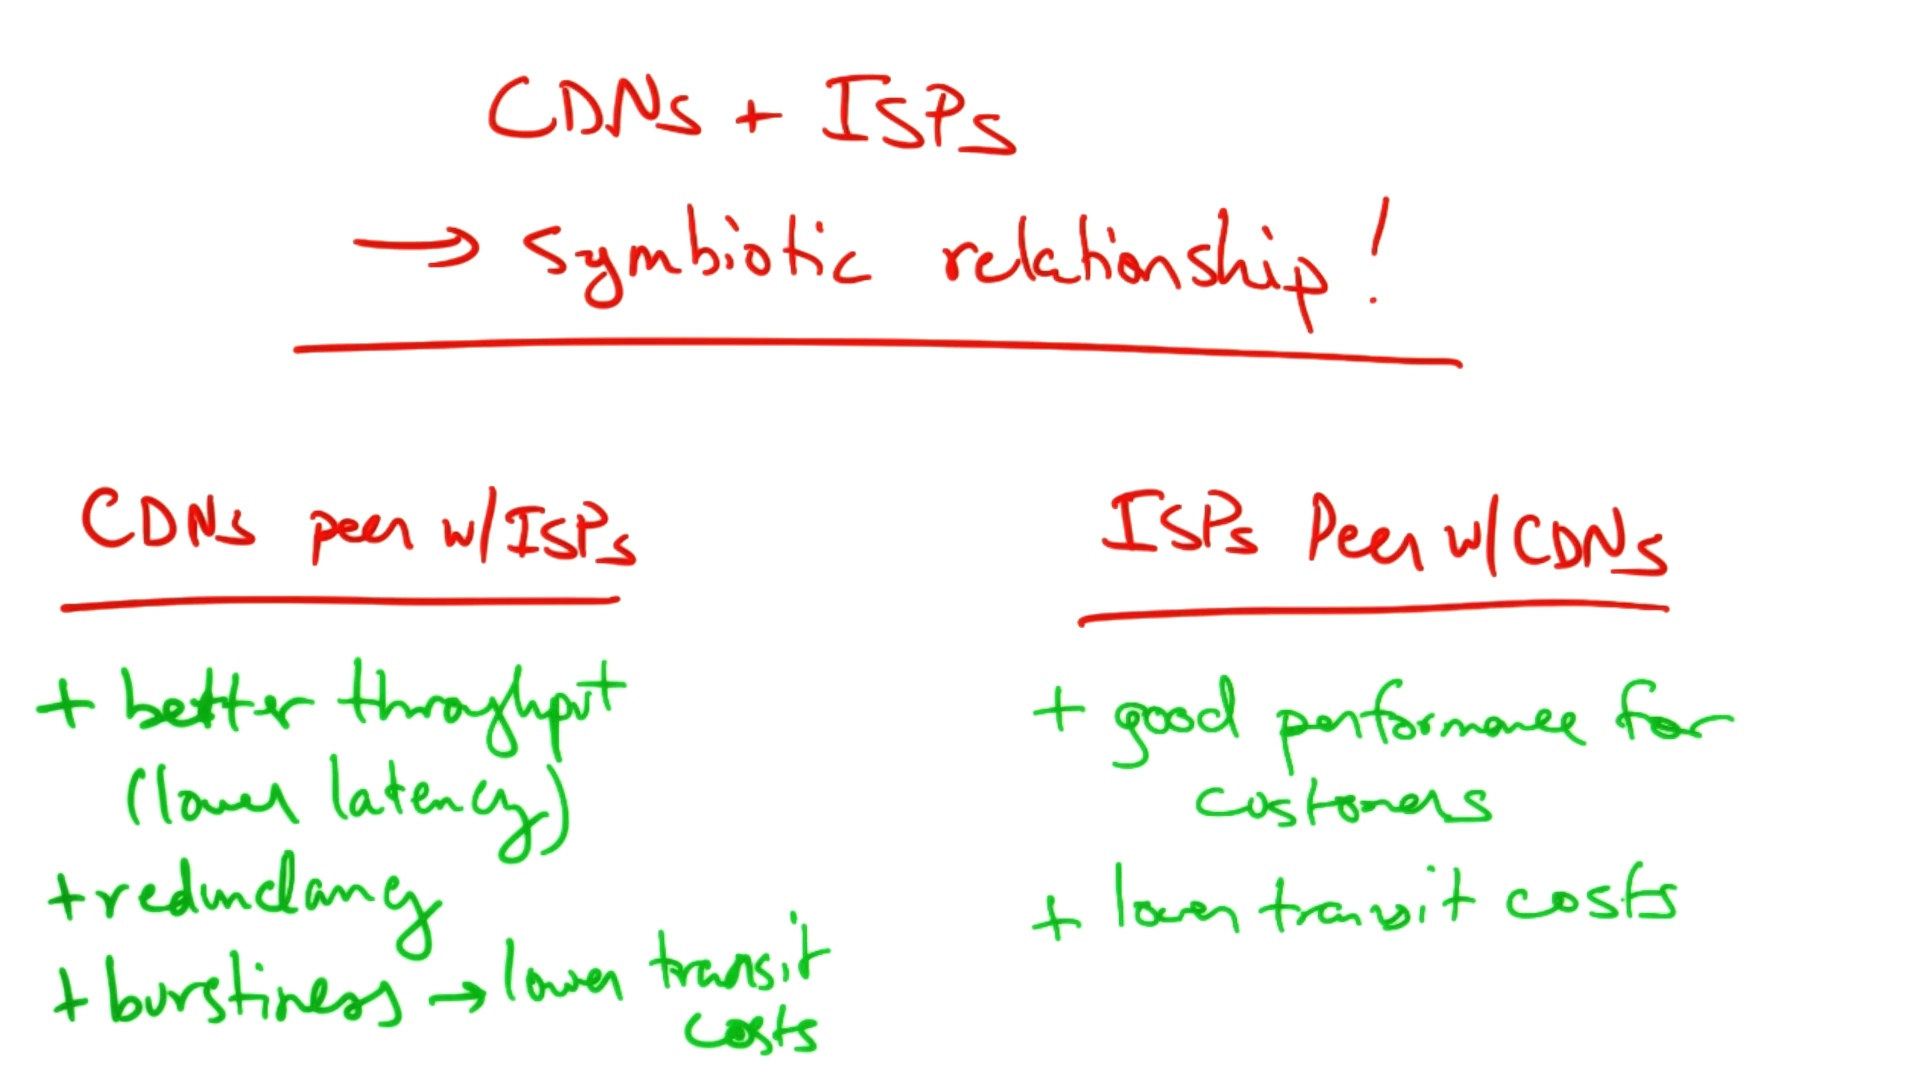 CDNs + ISPs
→ symbiotic relationship!
CDNs peer w/ISPs
+ better throughput
(lower latency)
+ redundancy
+ burstiness → lower transit
costs
ISPs Peer w/CDNs
+ good performance for
customers
+ lower transit costs